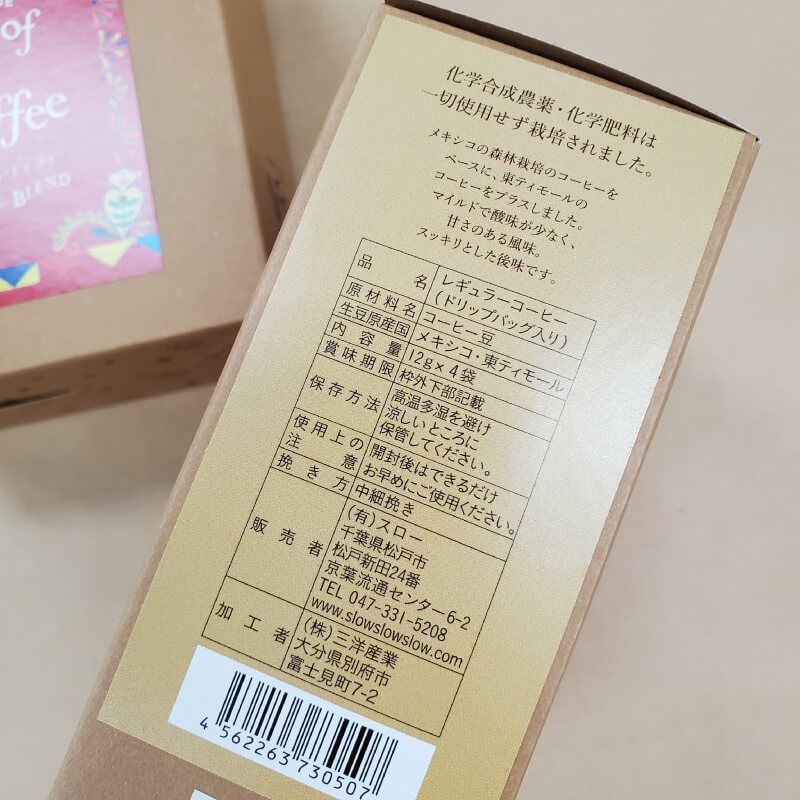 of
ffee
BLEND
化学合成農薬・化学肥料は
一切使用せず栽培されました。
メキシコの森林栽培のコーヒーを
ベースに、東ティモールの
コーヒーをプラスしました。
マイルドで酸味が少なく、
甘さのある風味。
スッキリとした後味です。
品名 レギュラーコーヒー
(ドリップバッグ入り)
原材料名 コーヒー豆
生豆原産国 メキシコ・東ティモール
内容量 12g×4袋
賞味期限 枠外下部記載
保存方法 高温多湿を避け
涼しいところに
保管してください。
使用上の 開封後はできるだけ
注意 お早めにご使用ください。
挽き方 中細挽き
販売者 (有)スロー
千葉県松戸市
松戸新田24番
京葉流通センター6-2
TEL 047-331-5208
www.slowslowslow.com
加工者 (株)三洋産業
大分県別府市
富士見町7-2
4 562263 730507